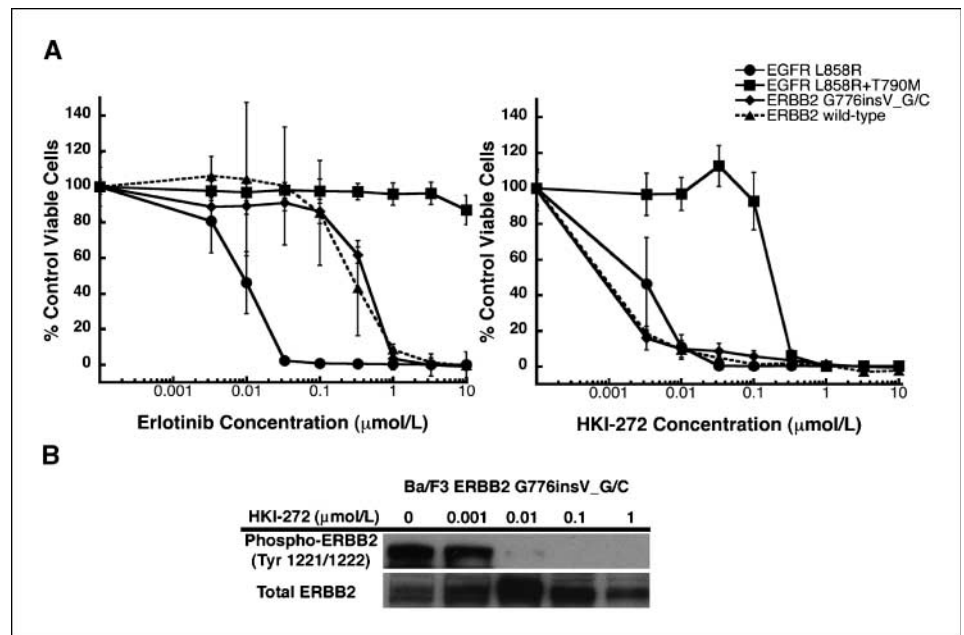 A
EGFR L858R
EGFR L858R+T790M
ERBB2 G776insV_G/C
ERBB2 wild-type
% Control Viable Cells
140
120
100
80
60
40
20
0
0.001 0.01 0.1 1 10
Erlotinib Concentration (μmol/L)
% Control Viable Cells
140
120
100
80
60
40
20
0
0.001 0.01 0.1 1 10
HKI-272 Concentration (μmol/L)
B
Ba/F3 ERBB2 G776insV_G/C
HKI-272 (μmol/L) 0 0.001 0.01 0.1 1
Phospho-ERBB2
(Tyr 1221/1222)
Total ERBB2